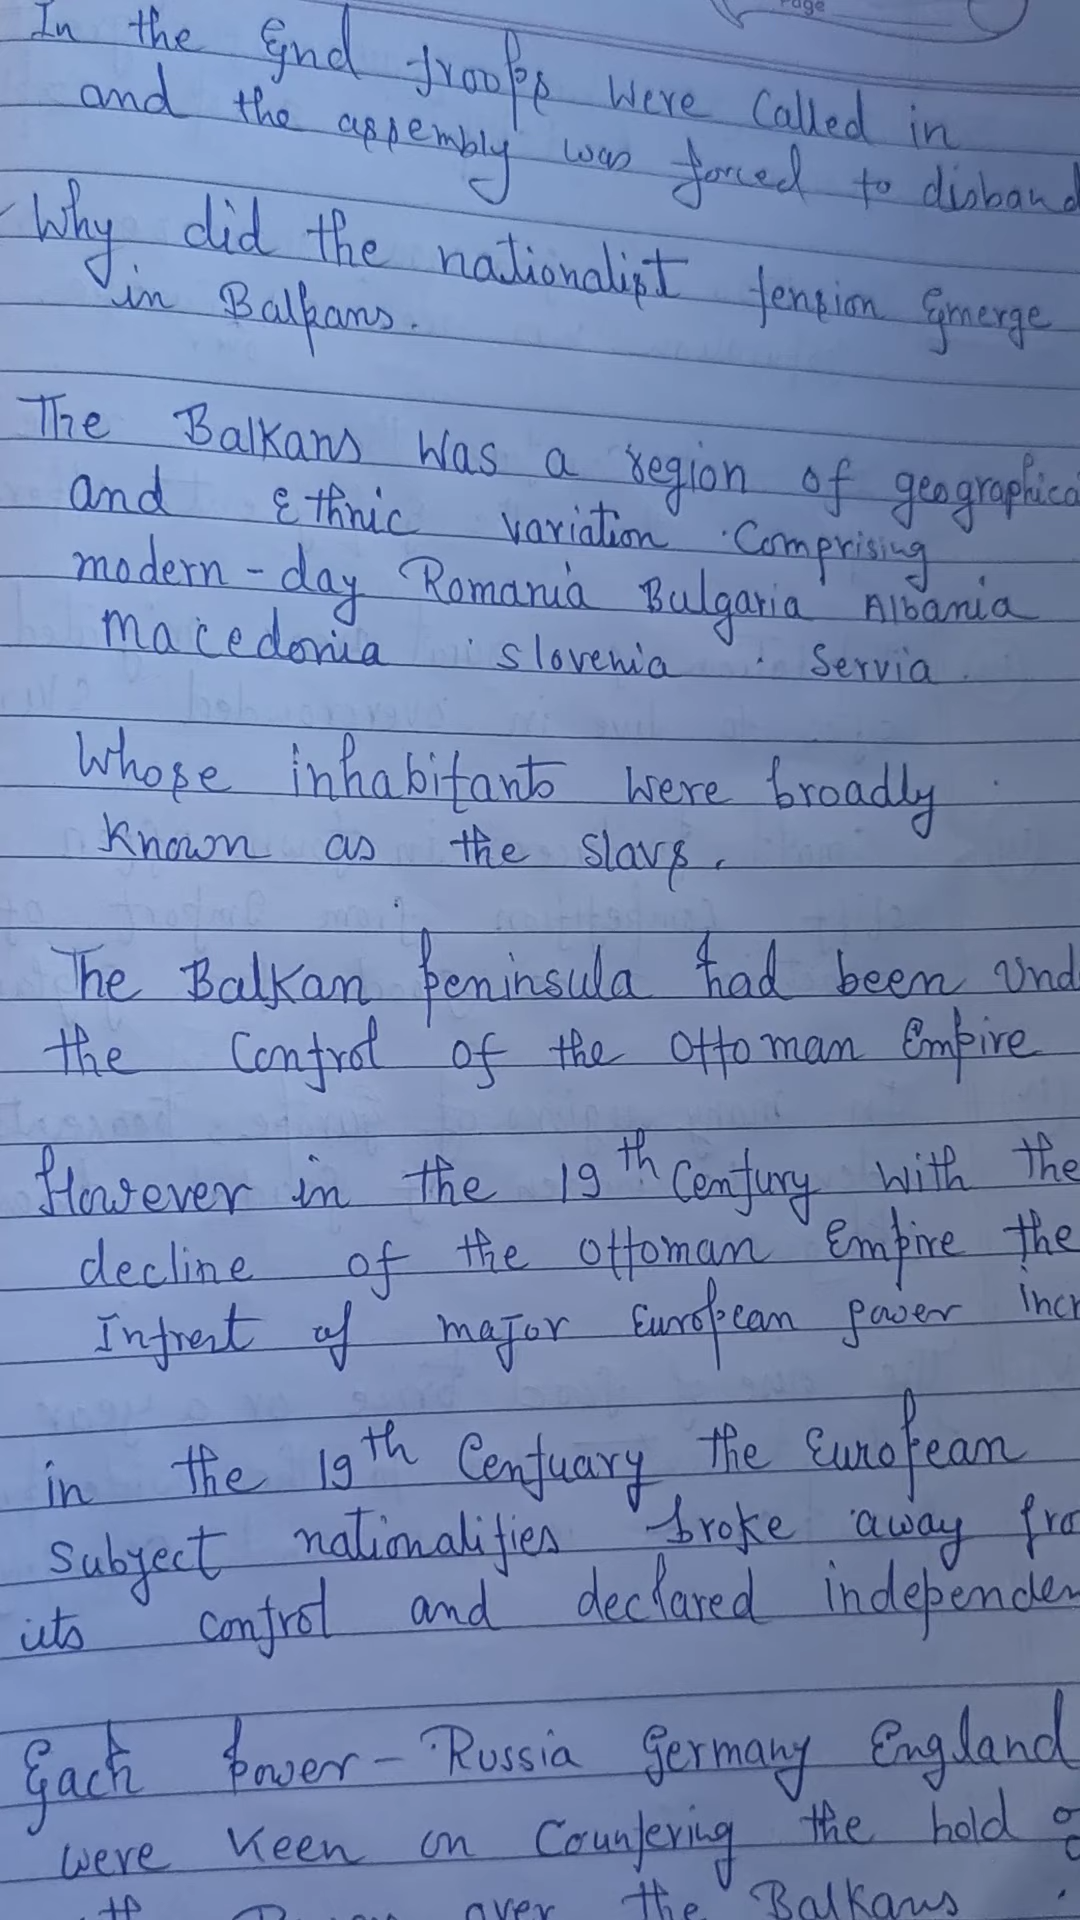 Page
In the End troops were Called in
and the assembly was forced to disband
Why did the nationalist tension Emerge
in Balkans.
The Balkans was a region of geographica
and Ethnic variation Comprising
modern-day Romania Bulgaria Albania
Macedonia slovenia Servia
Whose inhabitants were broadly
known as the slavs.
The Balkan peninsula had been Und
the Control of the Ottoman Empire
However in the 19th Century with the
decline of the Ottoman Empire the
Intrest of major European power incr
in the 19th Centuary the European
Subject nationalities broke away fro
its control and declared independen
Each power- Russia Germany England
were Keen on Countering the hold o
over the Balkans